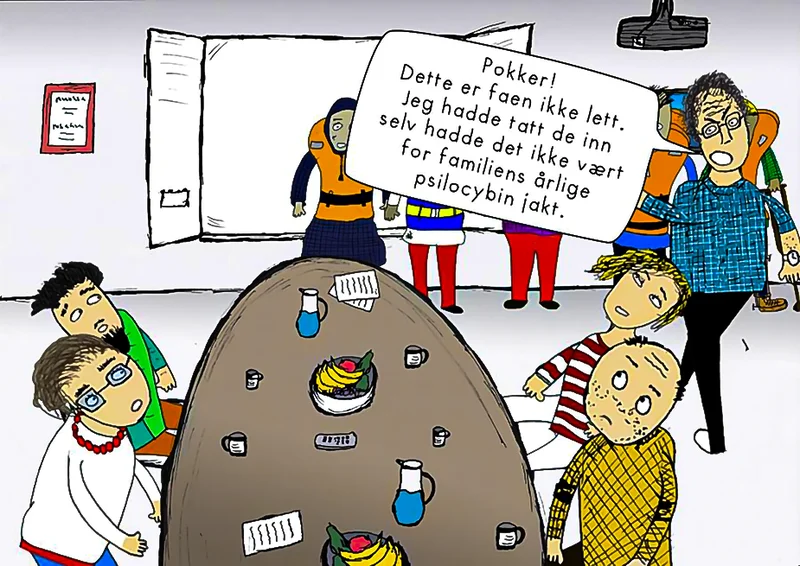 Pokker!
Dette er faen ikke lett.
Jeg hadde tatt de inn
selv hadde det ikke vært
for familiens årlige
psilocybin jakt.